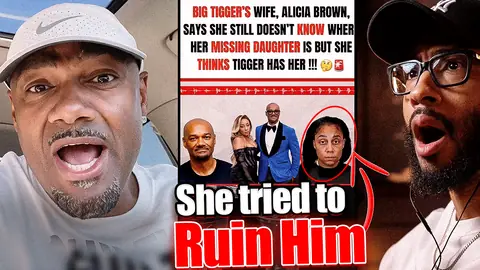 BIG TIGGER'S WIFE, ALICIA BROWN,
SAYS SHE STILL DOESN'T KNOW WHER
HER MISSING DAUGHTER IS BUT SHE
THINKS TIGGER HAS HER !!! 🤔🚨
She tried to
Ruin Him